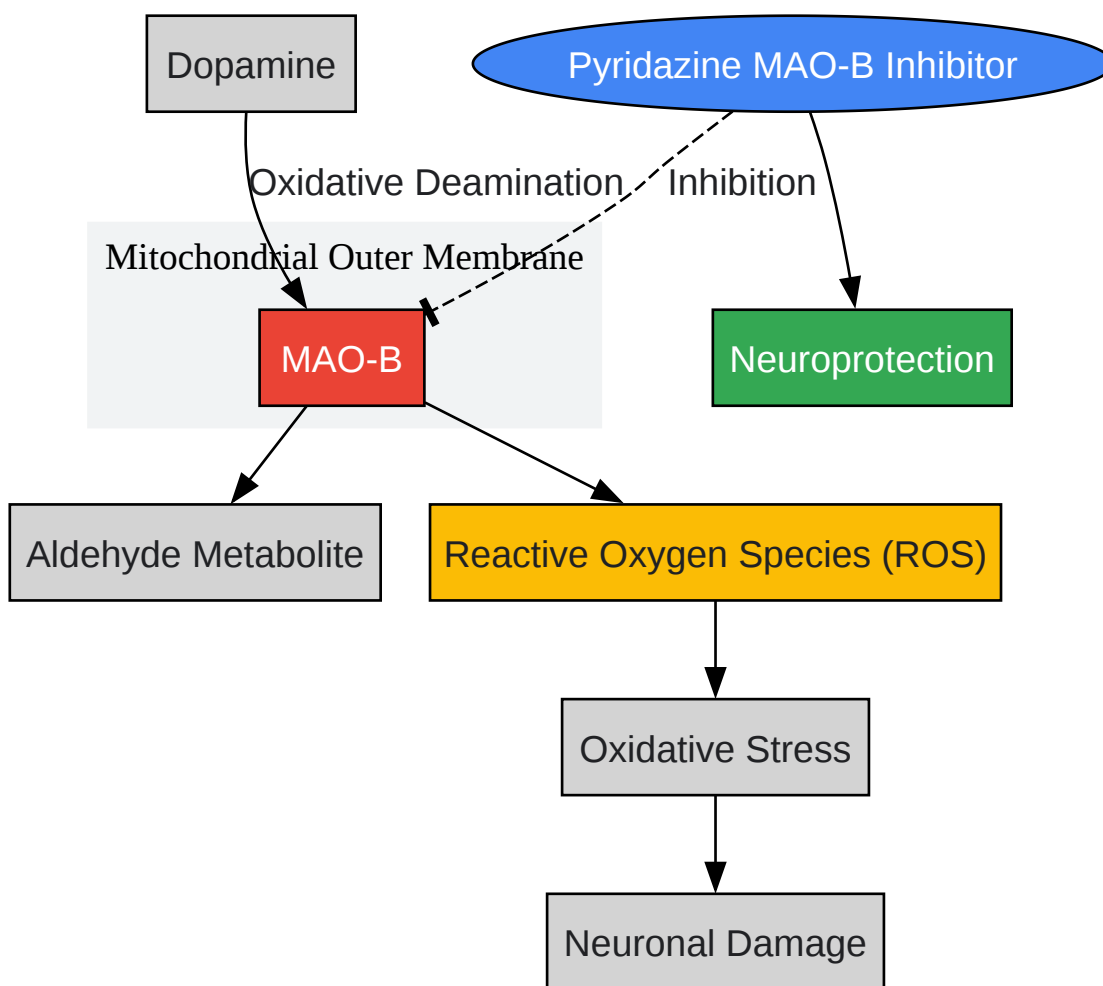 Dopamine
Pyridazine MAO-B Inhibitor
Oxidative Deamination
Inhibition
Mitochondrial Outer Membrane
MAO-B
Neuroprotection
Aldehyde Metabolite
Reactive Oxygen Species (ROS)
Oxidative Stress
Neuronal Damage